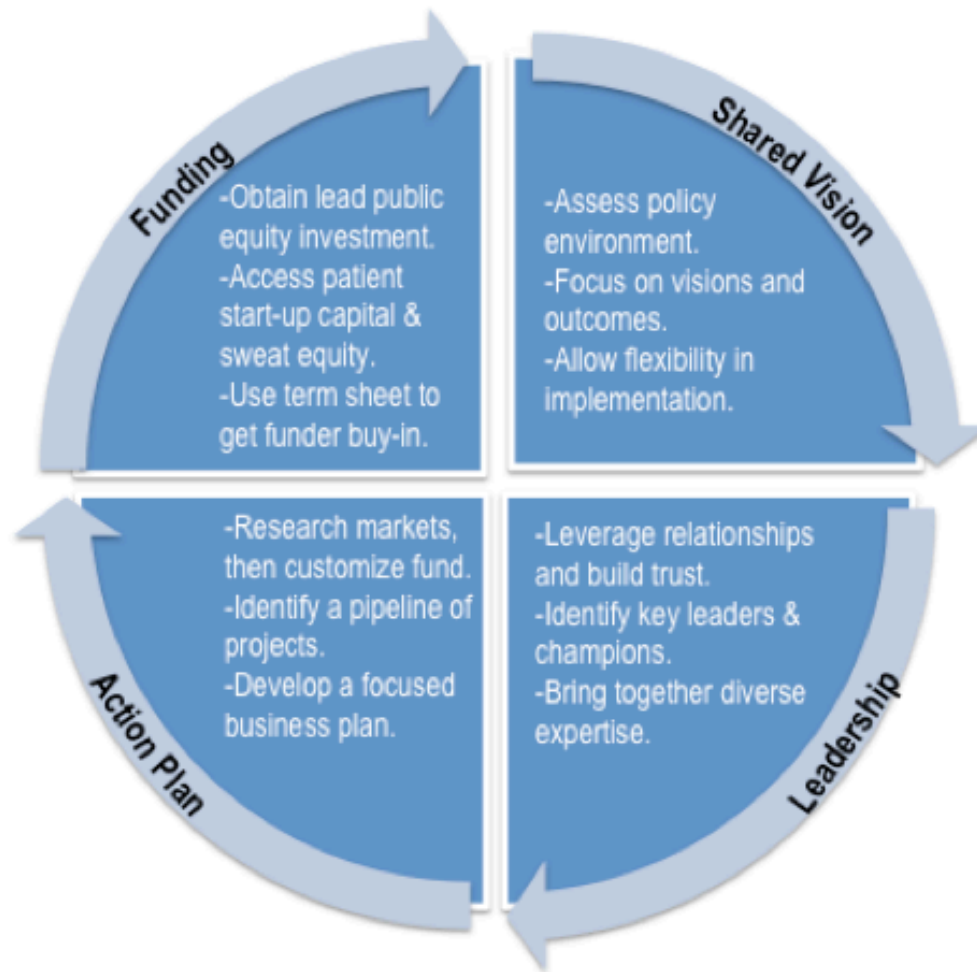 Funding
-Obtain lead public
equity investment.
-Access patient
start-up capital &
sweat equity.
-Use term sheet to
get funder buy-in.
Shared Vision
-Assess policy
environment.
-Focus on visions and
outcomes.
-Allow flexibility in
implementation.
Action Plan
-Research markets,
then customize fund.
-Identify a pipeline of
projects.
-Develop a focused
business plan.
Leadership
-Leverage relationships
and build trust.
-Identify key leaders &
champions.
-Bring together diverse
expertise.